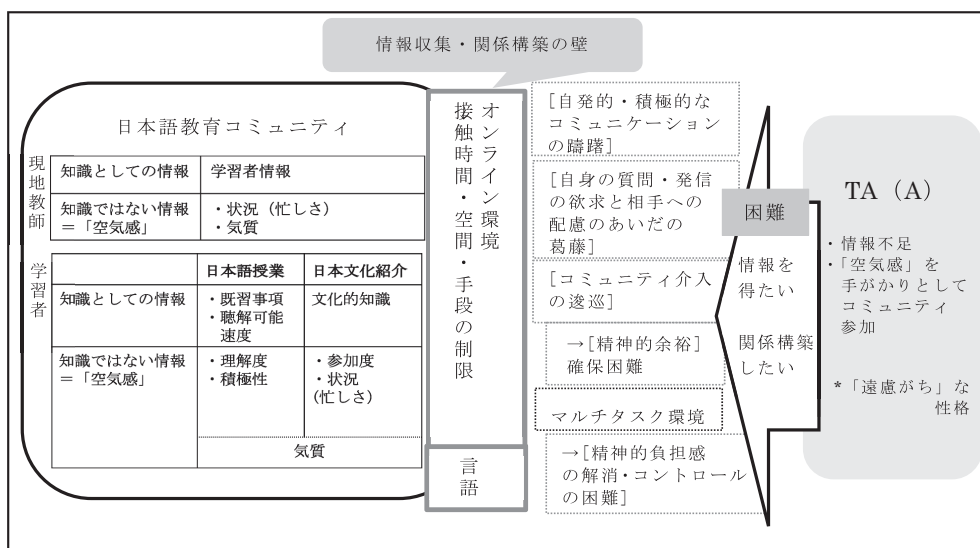 情報収集・関係構築の壁
日本語教育コミュニティ
現地教師
知識としての情報
学習者情報
知識ではない情報
＝「空気感」
・状況（忙しさ）
・気質
学習者
日本語授業
日本文化紹介
知識としての情報
・既習事項
・聴解可能
速度
文化的知識
知識ではない情報
＝「空気感」
・理解度
・積極性
・参加度
・状況
（忙しさ）
気質
オンライン環境
接触時間・空間・手段の制限
言語
［自発的・積極的な
コミュニケーション
の躊躇］
［自身の質問・発信
の欲求と相手への
配慮のあいだの
葛藤］
［コミュニティ介入
の逡巡］
→［精神的余裕］
確保困難
マルチタスク環境
→［精神的負担感
の解消・コントロール
の困難］
困難
情報を
得たい
関係構築
したい
TA（A）
・情報不足
・「空気感」を
手がかりとして
コミュニティ
参加
*「遠慮がち」な
性格